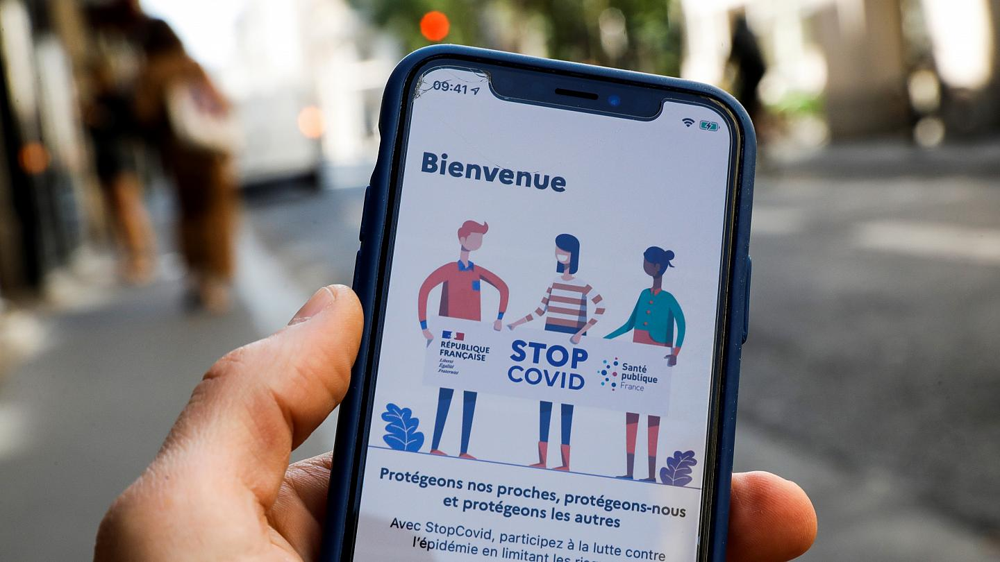 09:41
Bienvenue
RÉPUBLIQUE
FRANÇAISE
Liberté
Égalité
Fraternité
STOP
COVID
Santé
publique
France
Protégeons nos proches, protégeons-nous
et protégeons les autres
Avec StopCovid, participez à la lutte contre
l'épidémie en limitant les